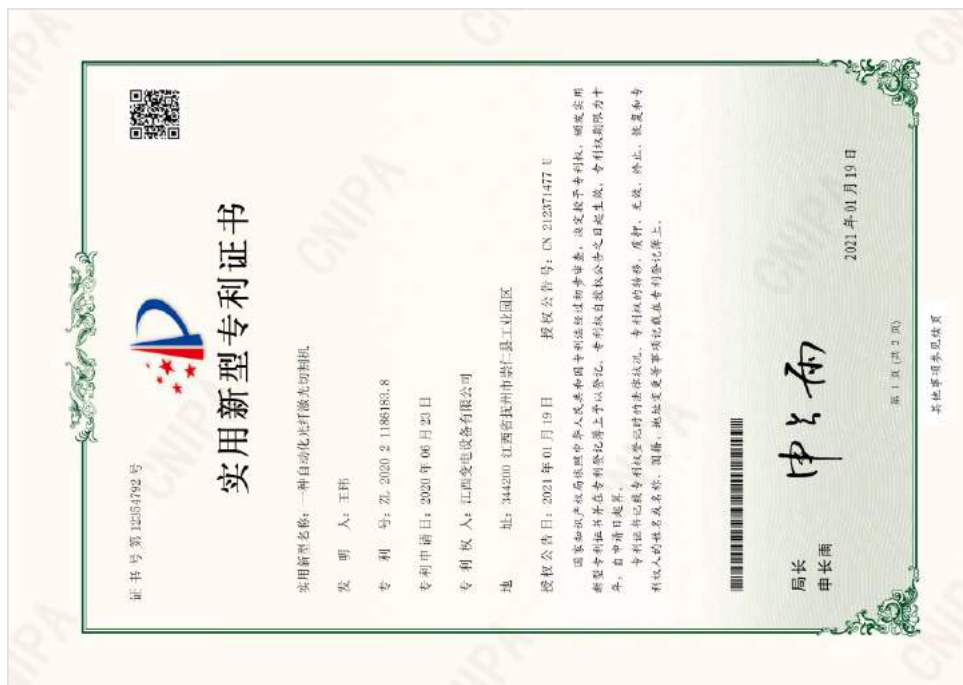 证书号第12354792号
实用新型专利证书
实用新型名称：一种自动化光纤激光切割机
发 明 人：王玮
专 利 号：ZL 2020 2 1186183.8
专利申请日：2020年06月23日
专 利 权 人：江西变电设备有限公司
地 址：344200 江西省抚州市崇仁县工业园区
授权公告日：2021年01月19日 授权公告号：CN 212371477 U
国家知识产权局依照中华人民共和国专利法经过初步审查，决定授予专利权，颁发实用
新型专利证书并在专利登记簿上予以登记。专利权自授权公告之日起生效。专利权期限为十
年，自申请日起算。
专利证书记载专利权登记时的法律状况。专利权的转移、质押、无效、终止、恢复和专
利权人的姓名或名称、国籍、地址变更等事项记载在专利登记簿上。
局长
申长雨
申长雨
2021年01月19日
第 1 页 (共 2 页)
其他事项参见续页
CNIPA
CNIPA
CNIPA
CNIPA
CNIPA